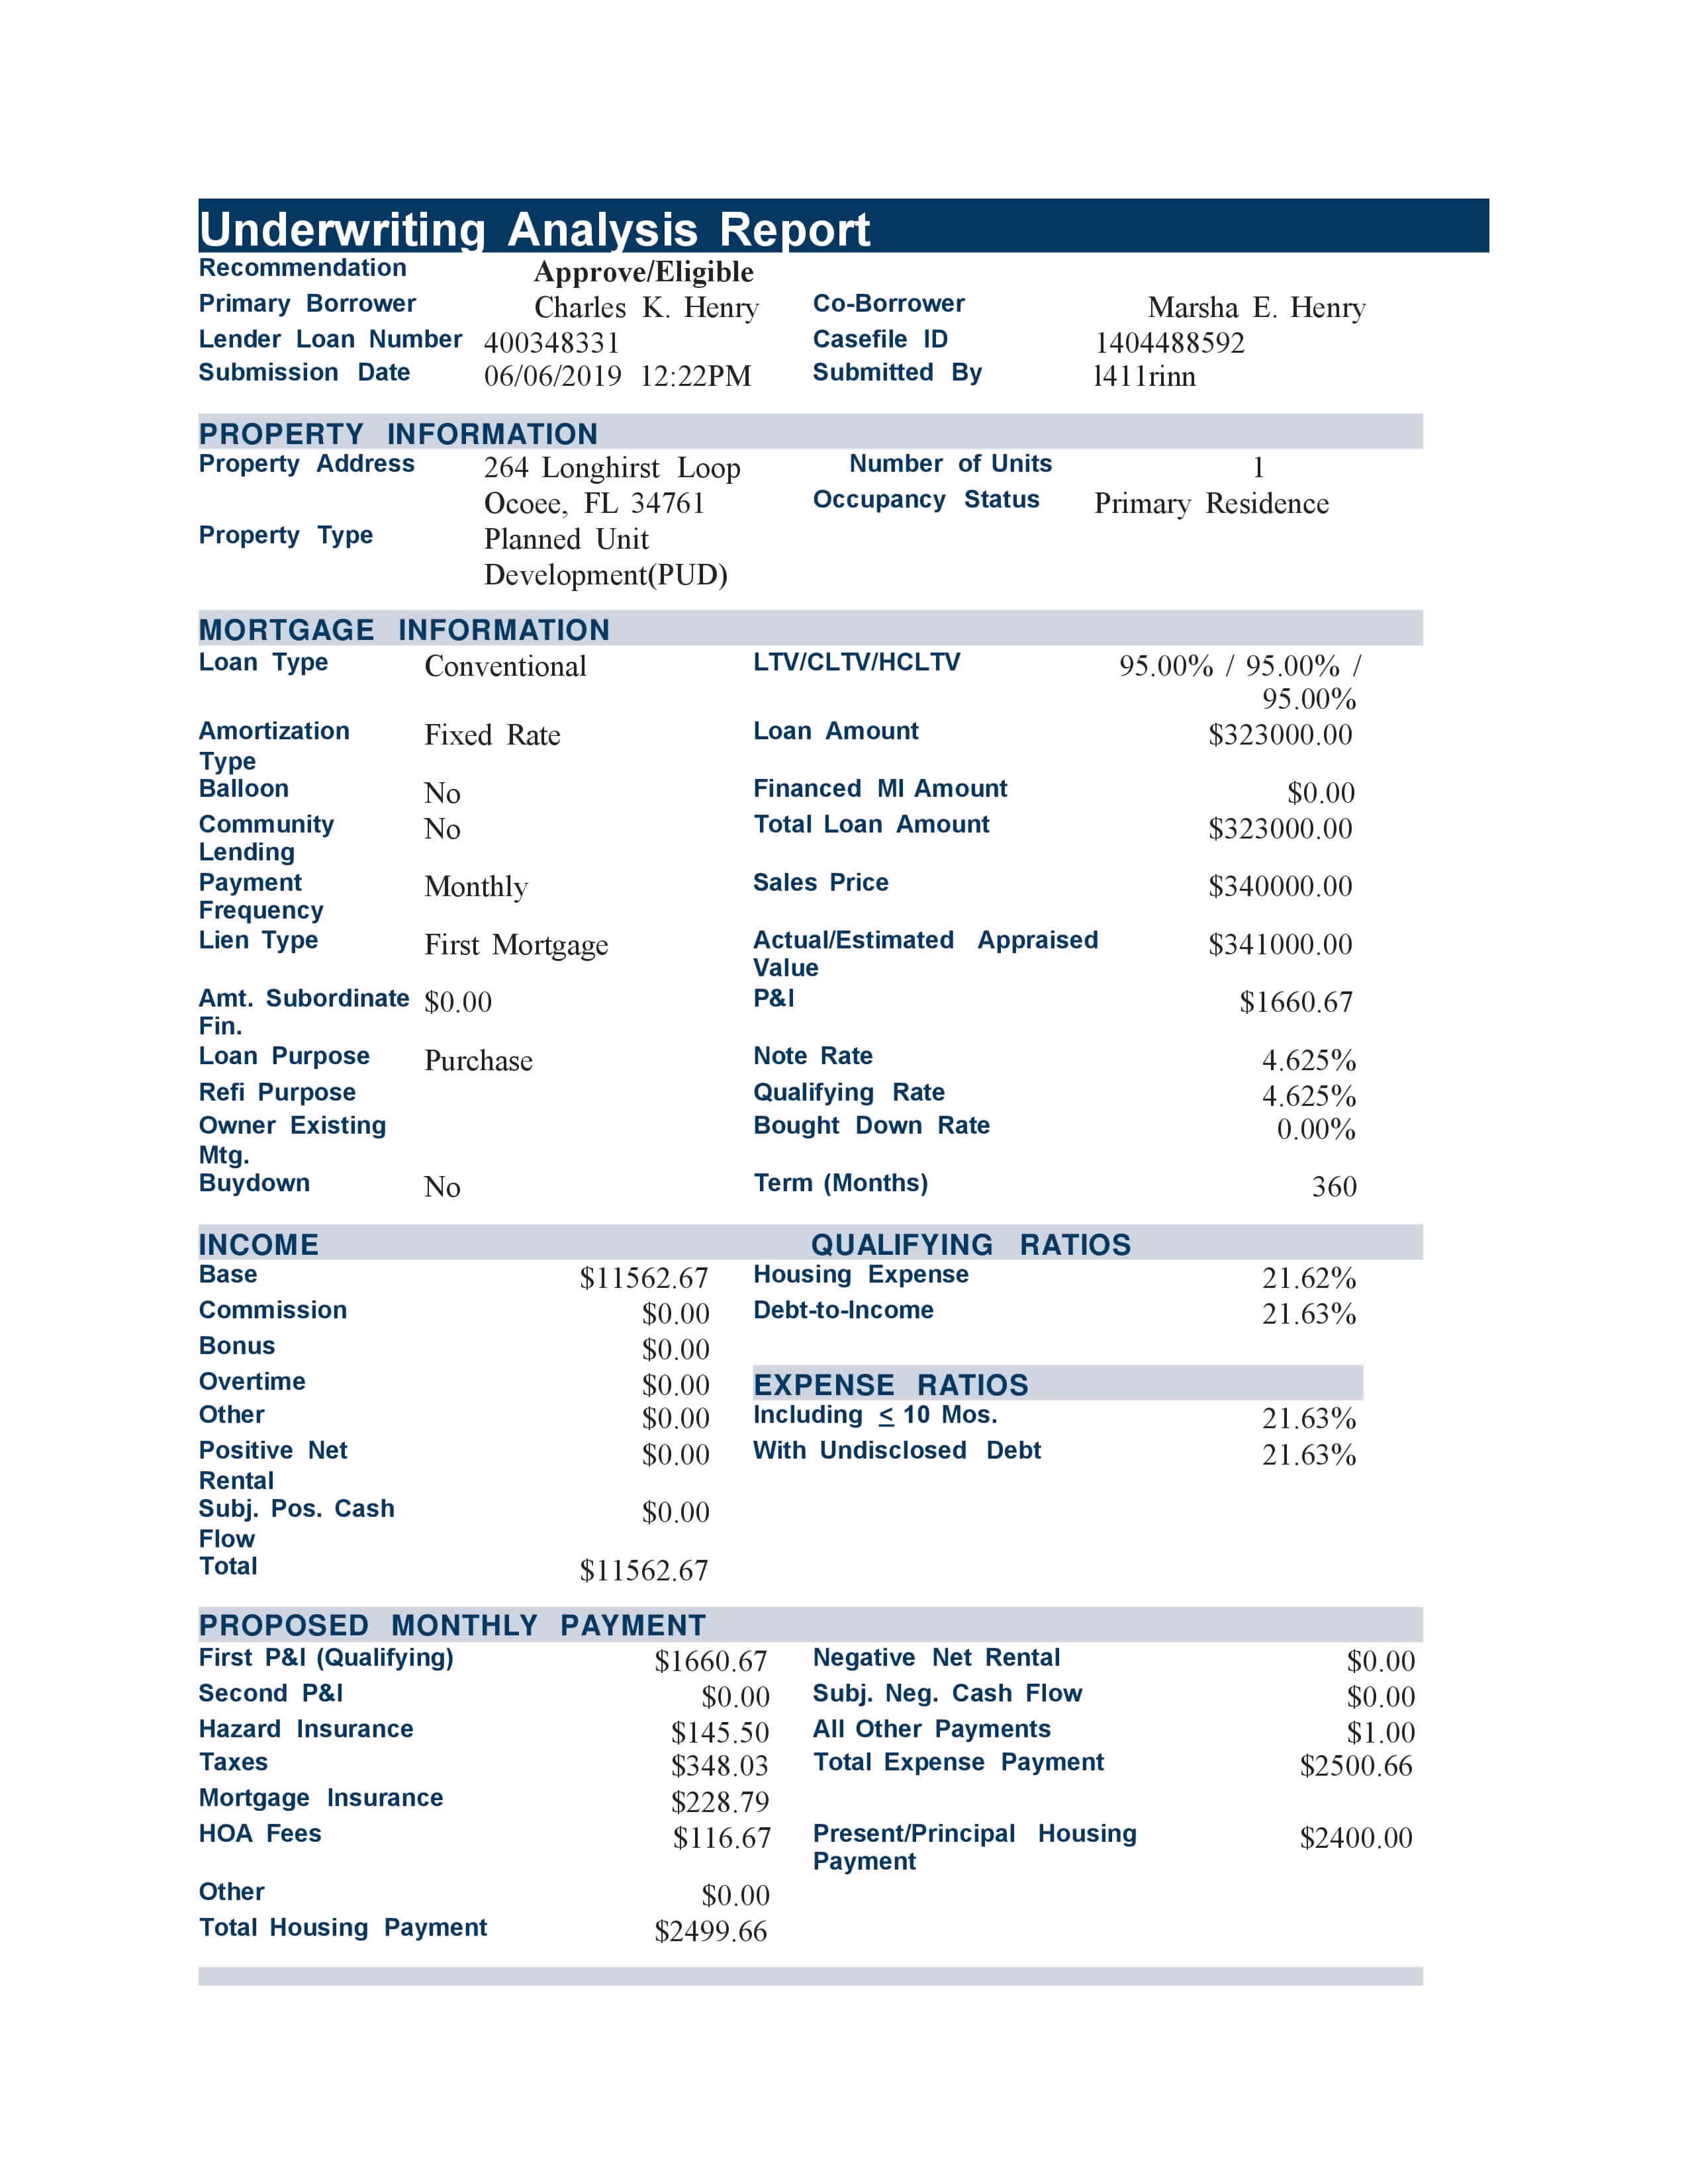 Underwriting Analysis Report
Recommendation Approve/Eligible
Primary Borrower Charles K. Henry Co-Borrower Marsha E. Henry
Lender Loan Number 400348331 Casefile ID 1404488592
Submission Date 06/06/2019 12:22PM Submitted By l411rinn
PROPERTY INFORMATION
Property Address 264 Longhirst Loop Number of Units 1
Ocoee, FL 34761 Occupancy Status Primary Residence
Property Type Planned Unit
Development(PUD)
MORTGAGE INFORMATION
Loan Type Conventional LTV/CLTV/HCLTV 95.00% / 95.00% /
95.00%
Amortization Fixed Rate Loan Amount $323000.00
Type
Balloon No Financed MI Amount $0.00
Community No Total Loan Amount $323000.00
Lending
Payment Monthly Sales Price $340000.00
Frequency
Lien Type First Mortgage Actual/Estimated Appraised $341000.00
Value
Amt. Subordinate $0.00 P&I $1660.67
Fin.
Loan Purpose Purchase Note Rate 4.625%
Refi Purpose Qualifying Rate 4.625%
Owner Existing Bought Down Rate 0.00%
Mtg.
Buydown No Term (Months) 360
INCOME QUALIFYING RATIOS
Base $11562.67 Housing Expense 21.62%
Commission $0.00 Debt-to-Income 21.63%
Bonus $0.00
Overtime $0.00 EXPENSE RATIOS
Other $0.00 Including ≤ 10 Mos. 21.63%
Positive Net $0.00 With Undisclosed Debt 21.63%
Rental
Subj. Pos. Cash $0.00
Flow
Total $11562.67
PROPOSED MONTHLY PAYMENT
First P&I (Qualifying) $1660.67 Negative Net Rental $0.00
Second P&I $0.00 Subj. Neg. Cash Flow $0.00
Hazard Insurance $145.50 All Other Payments $1.00
Taxes $348.03 Total Expense Payment $2500.66
Mortgage Insurance $228.79
HOA Fees $116.67 Present/Principal Housing $2400.00
Payment
Other $0.00
Total Housing Payment $2499.66